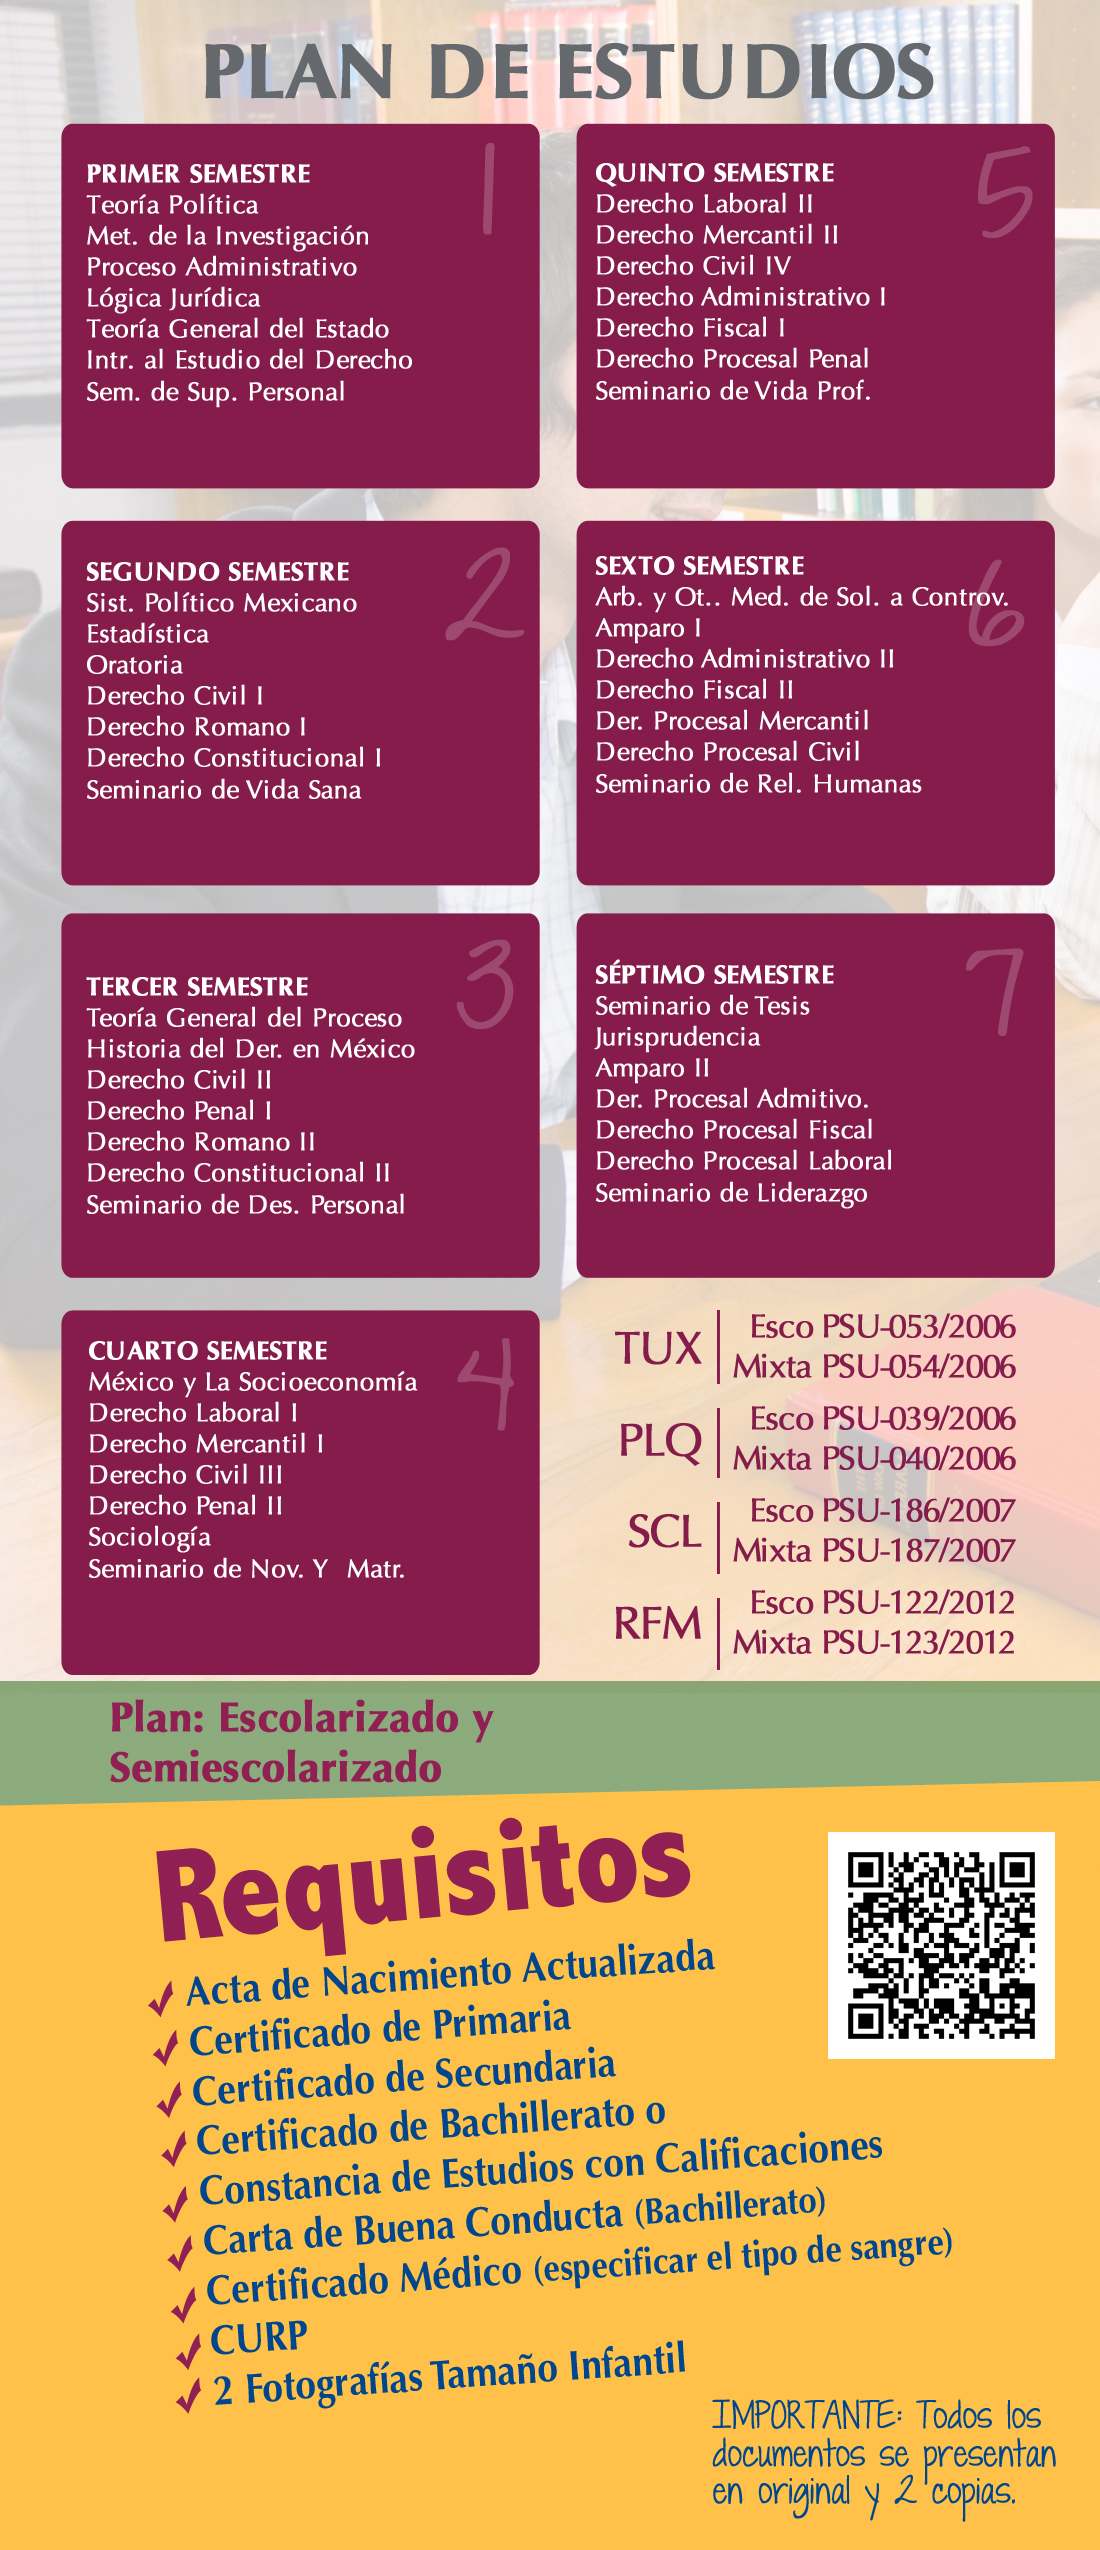 PLAN DE ESTUDIOS
1
PRIMER SEMESTRE
Teoría Política
Met. de la Investigación
Proceso Administrativo
Lógica Jurídica
Teoría General del Estado
Intr. al Estudio del Derecho
Sem. de Sup. Personal
2
SEGUNDO SEMESTRE
Sist. Político Mexicano
Estadística
Oratoria
Derecho Civil I
Derecho Romano I
Derecho Constitucional I
Seminario de Vida Sana
3
TERCER SEMESTRE
Teoría General del Proceso
Historia del Der. en México
Derecho Civil II
Derecho Penal I
Derecho Romano II
Derecho Constitucional II
Seminario de Des. Personal
4
CUARTO SEMESTRE
México y La Socioeconomía
Derecho Laboral I
Derecho Mercantil I
Derecho Civil III
Derecho Penal II
Sociología
Seminario de Nov. Y Matr.
5
QUINTO SEMESTRE
Derecho Laboral II
Derecho Mercantil II
Derecho Civil IV
Derecho Administrativo I
Derecho Fiscal I
Derecho Procesal Penal
Seminario de Vida Prof.
6
SEXTO SEMESTRE
Arb. y Ot.. Med. de Sol. a Controv.
Amparo I
Derecho Administrativo II
Derecho Fiscal II
Der. Procesal Mercantil
Derecho Procesal Civil
Seminario de Rel. Humanas
7
SÉPTIMO SEMESTRE
Seminario de Tesis
Jurisprudencia
Amparo II
Der. Procesal Admitivo.
Derecho Procesal Fiscal
Derecho Procesal Laboral
Seminario de Liderazgo
TUX
Esco PSU-053/2006
Mixta PSU-054/2006
PLQ
Esco PSU-039/2006
Mixta PSU-040/2006
SCL
Esco PSU-186/2007
Mixta PSU-187/2007
RFM
Esco PSU-122/2012
Mixta PSU-123/2012
Plan: Escolarizado y
Semiescolarizado
Requisitos
Acta de Nacimiento Actualizada
Certificado de Primaria
Certificado de Secundaria
Certificado de Bachillerato o
Constancia de Estudios con Calificaciones
Carta de Buena Conducta (Bachillerato)
Certificado Médico (especificar el tipo de sangre)
CURP
2 Fotografías Tamaño Infantil
IMPORTANTE: Todos los
documentos se presentan
en original y 2 copias.